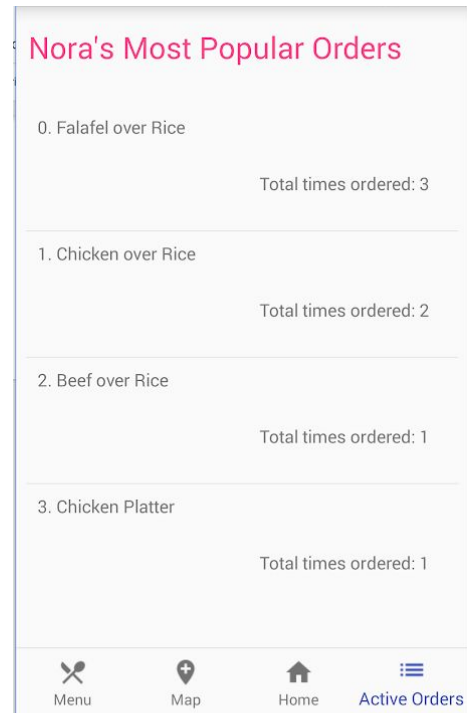 Nora's Most Popular Orders
0. Falafel over Rice
Total times ordered: 3
1. Chicken over Rice
Total times ordered: 2
2. Beef over Rice
Total times ordered: 1
3. Chicken Platter
Total times ordered: 1
Menu Map Home Active Orders